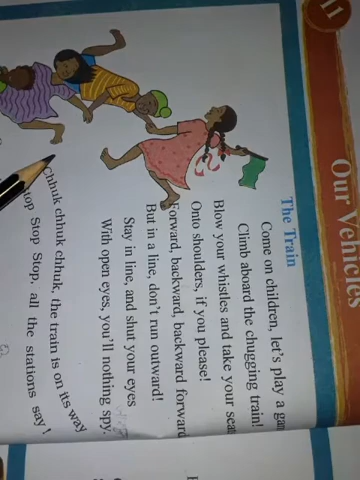 11
Our Vehicles
The Train
Come on children, let's play a
Climb aboard the chugging train!
Blow your whistles and take your
Onto shoulders, if you please!
Forward, backward, backward forward
But in a line, don't run outward!
Stay in line, and shut your eyes
With open eyes, you'll nothing spy.
Chhuk chhuk chhuk, the train is on its way
Stop Stop, all the stations say!